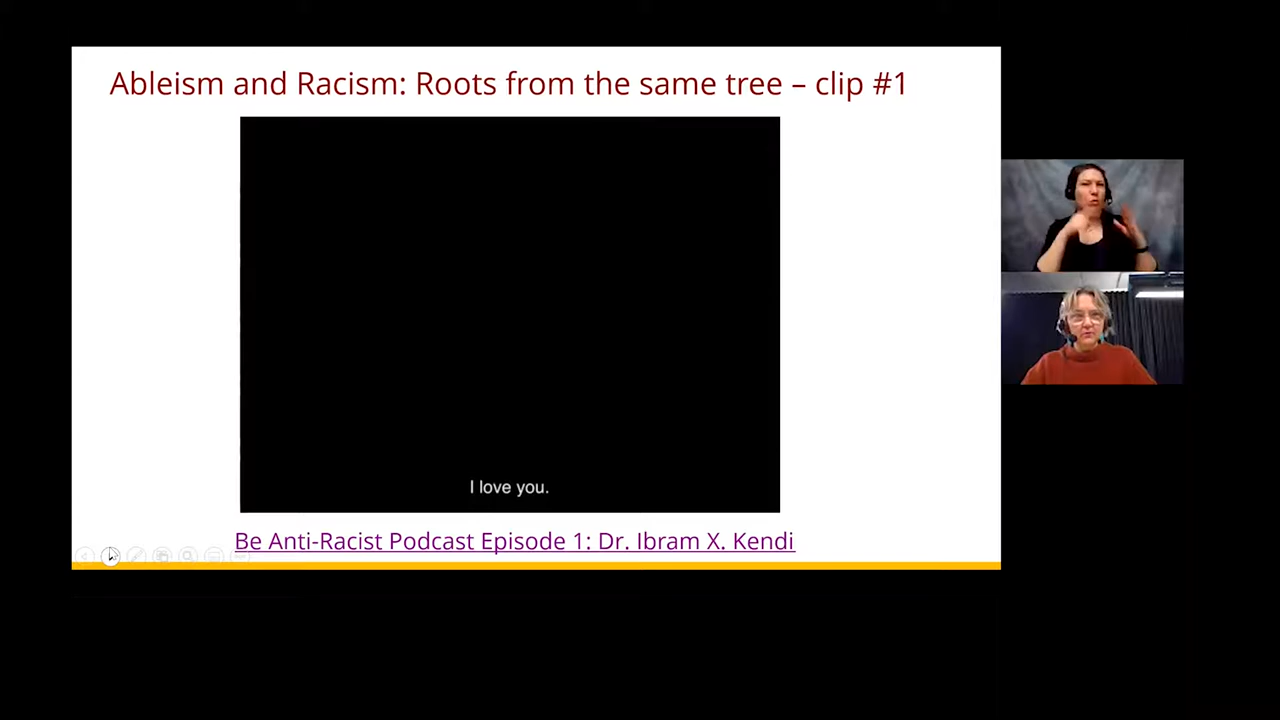 Ableism and Racism: Roots from the same tree – clip #1
I love you.
Be Anti-Racist Podcast Episode 1: Dr. Ibram X. Kendi